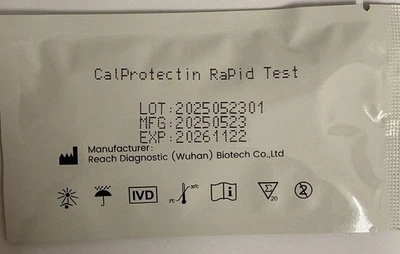 CalProtectin RaPid Test
LOT:2025052301
MFG:20250523
EXP:20261122
Manufacturer:
Reach Diagnostic (Wuhan) Biotech Co.,Ltd
IVD
20